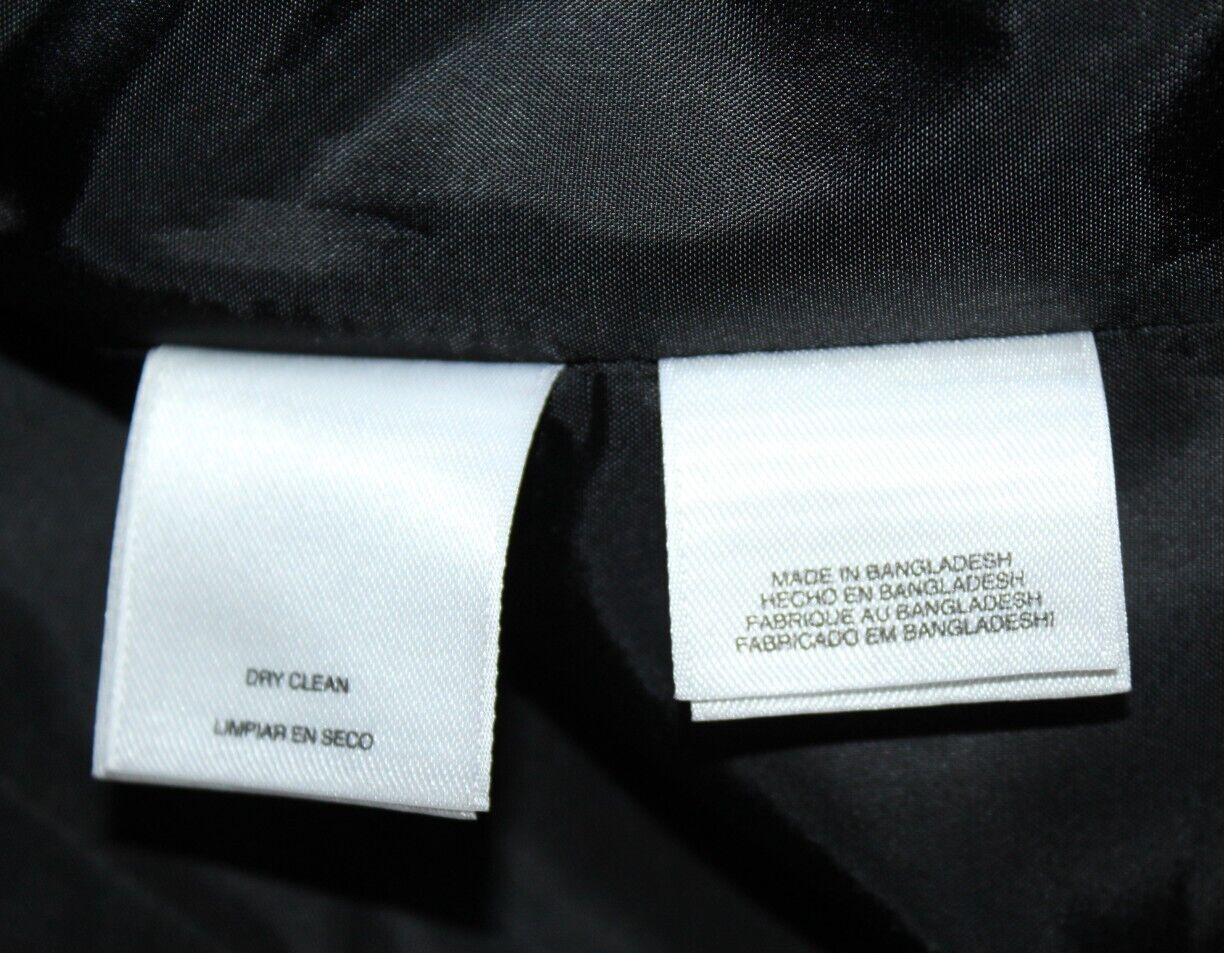 DRY CLEAN
LIMPIAR EN SECO
MADE IN BANGLADESH
HECHO EN BANGLADESH
FABRIQUE AU BANGLADESH
FABRICADO EM BANGLADESHI